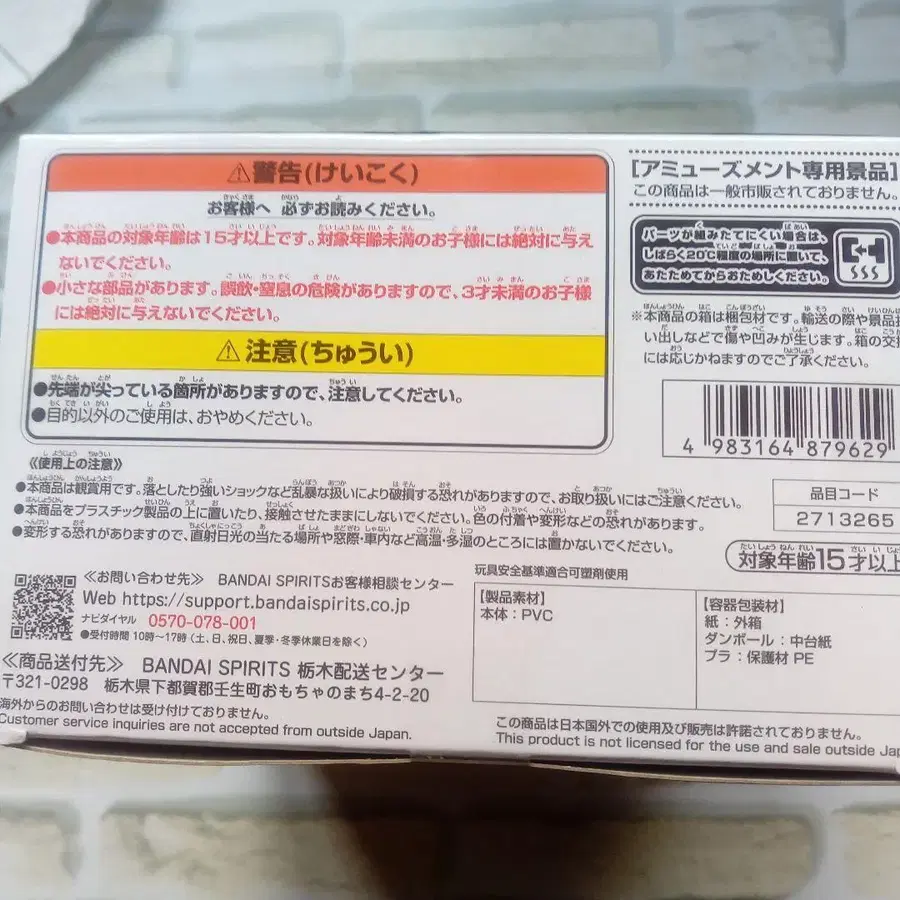 ⚠警告(けいこく)
お客様へ 必ずお読みください。
●本商品の対象年齢は15才以上です。対象年齢未満のお子様には絶対に与え
ないでください。
●小さな部品があります。誤飲・窒息の危険がありますので、3才未満のお子様
には絶対に与えないでください。
⚠注意(ちゅうい)
●先端が尖っている箇所がありますので、注意してください。
●目的以外のご使用は、おやめください。
《使用上の注意》
●本商品は観賞用です。落としたり強いショックなど乱暴な扱いにより破損する恐れがありますので、お取り扱いにはご注意ください。
●本商品をプラスチック製品の上に置いたり、接触させたままにしないでください。色の付着や変形などの恐れがあります。
●変形する恐れがありますので、直射日光の当たる場所や窓際・車内など高温・多湿のところには置かないでください。
《お問い合わせ先》 BANDAI SPIRITSお客様相談センター
Web https://support.bandaispirits.co.jp
ナビダイヤル 0570-078-001
●受付時間 10時~17時(土、日、祝日、夏季・冬季休業日を除く)
《商品送付先》 BANDAI SPIRITS 栃木配送センター
〒321-0298 栃木県下都賀郡壬生町おもちゃのまち4-2-20
海外からのお問い合わせは受け付けておりません。
Customer service inquiries are not accepted from outside Japan.
[アミューズメント専用景品]
この商品は一般市販されておりません。
パーツが組みたてにくい場合は、
しばらく20℃程度の場所に置いて、
あたためてからおためしください。
※本商品の箱は梱包材です。輸送の際や景品
い出しなどで傷や凹みが生じます。箱の交
には応じかねますのでご了承ください。
4 983164 879629
品目コード
2713265
対象年齢15才以上
玩具安全基準適合可塑剤使用
【製品素材】
本体:PVC
【容器包装材】
紙:外箱
ダンボール:中台紙
プラ:保護材 PE
この商品は日本国外での使用及び販売は許諾されておりません。
This product is not licensed for the use and sale outside